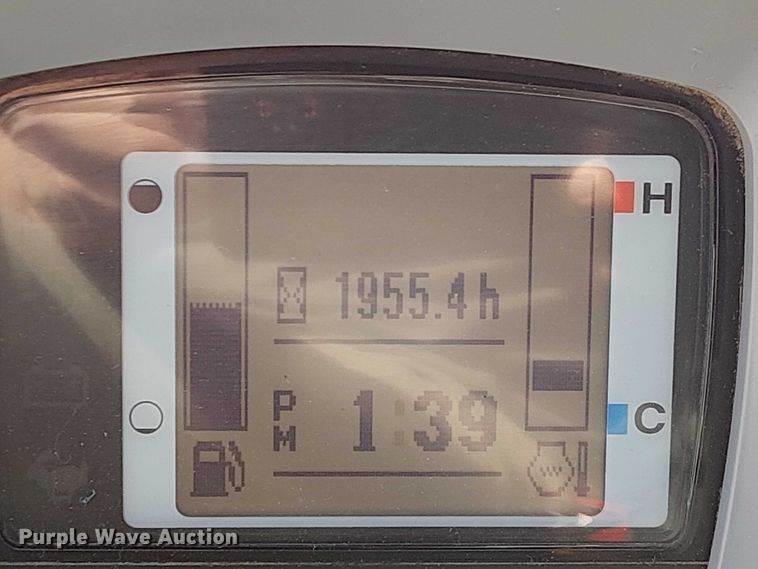 H
1955.4h
PM 1:39
C
Purple Wave Auction